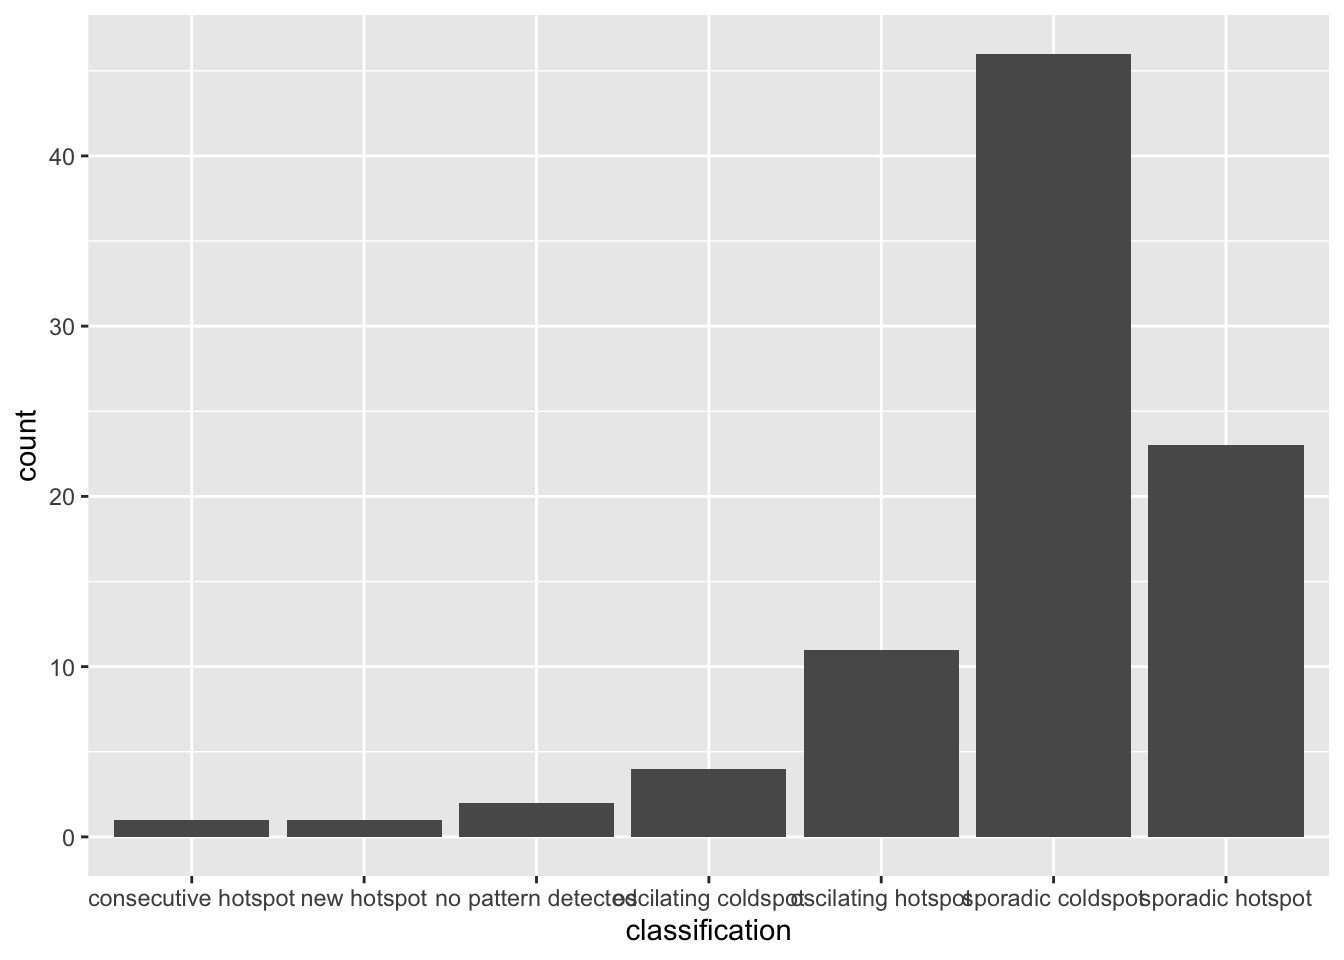 40
30
20
10
0
count
consecutive hotspot new hotspot no pattern detected oscilating coldspot oscilating hotspot sporadic coldspot sporadic hotspot
classification